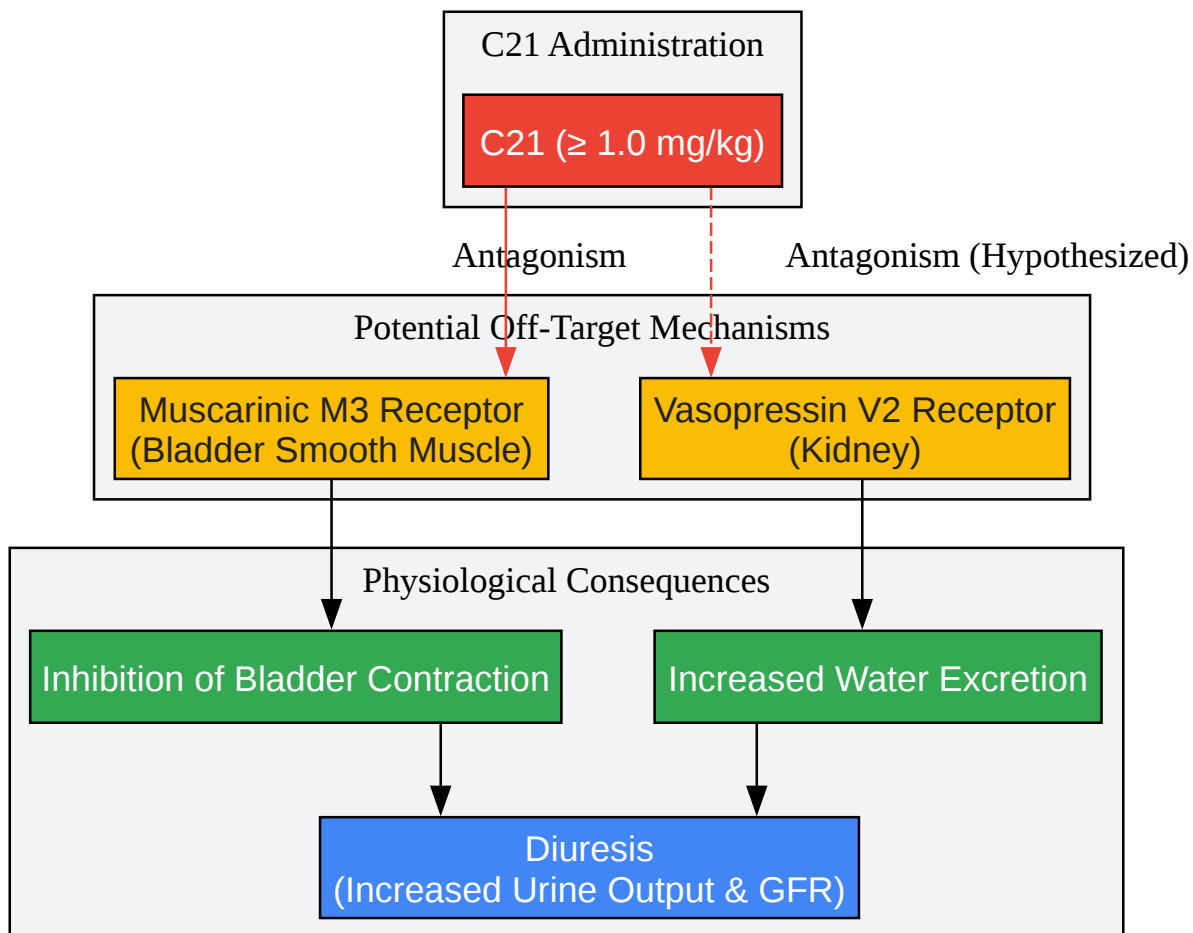 C21 Administration
C21 (≥ 1.0 mg/kg)
Antagonism
Antagonism (Hypothesized)
Potential Off-Target Mechanisms
Muscarinic M3 Receptor
(Bladder Smooth Muscle)
Vasopressin V2 Receptor
(Kidney)
Physiological Consequences
Inhibition of Bladder Contraction
Increased Water Excretion
Diuresis
(Increased Urine Output & GFR)